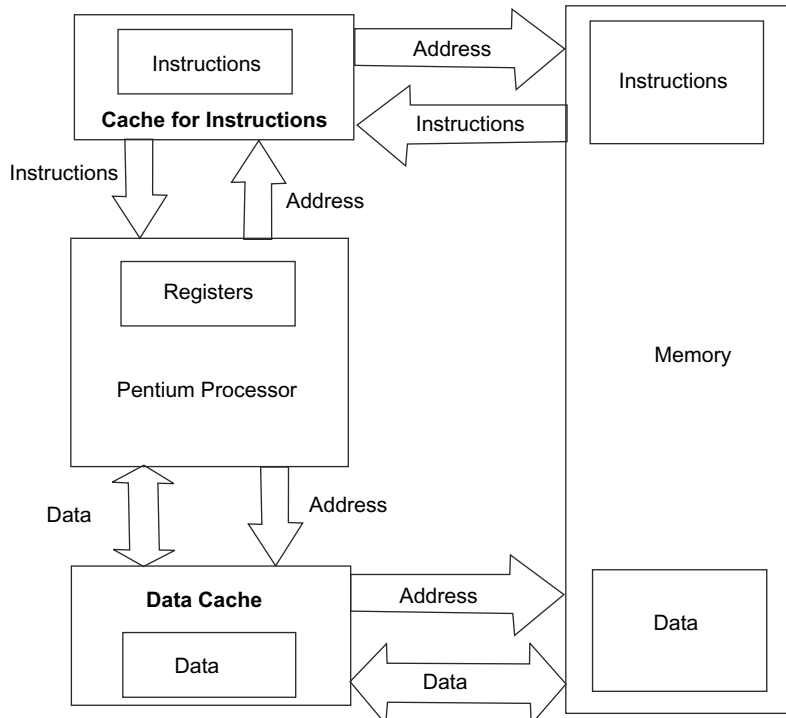 Instructions
Cache for Instructions
Address
Instructions
Instructions
Instructions
Address
Registers
Pentium Processor
Memory
Data
Address
Data Cache
Data
Address
Data
Data